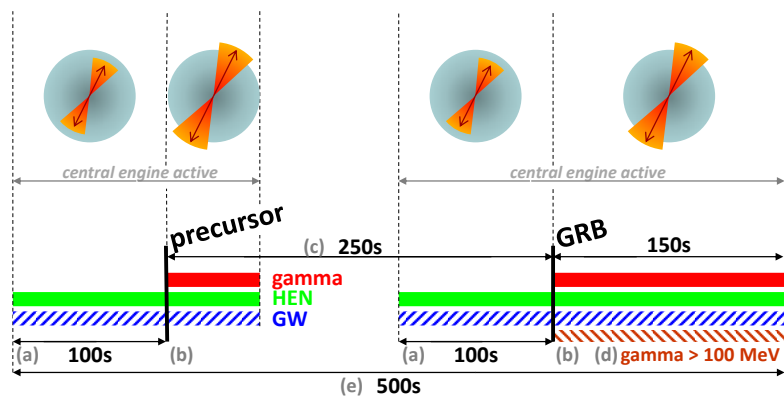 central engine active
central engine active
precursor
GRB
(c) 250s
150s
gamma
HEN
GW
(a) 100s (b)
(a) 100s (b) (d) gamma > 100 MeV
(e) 500s